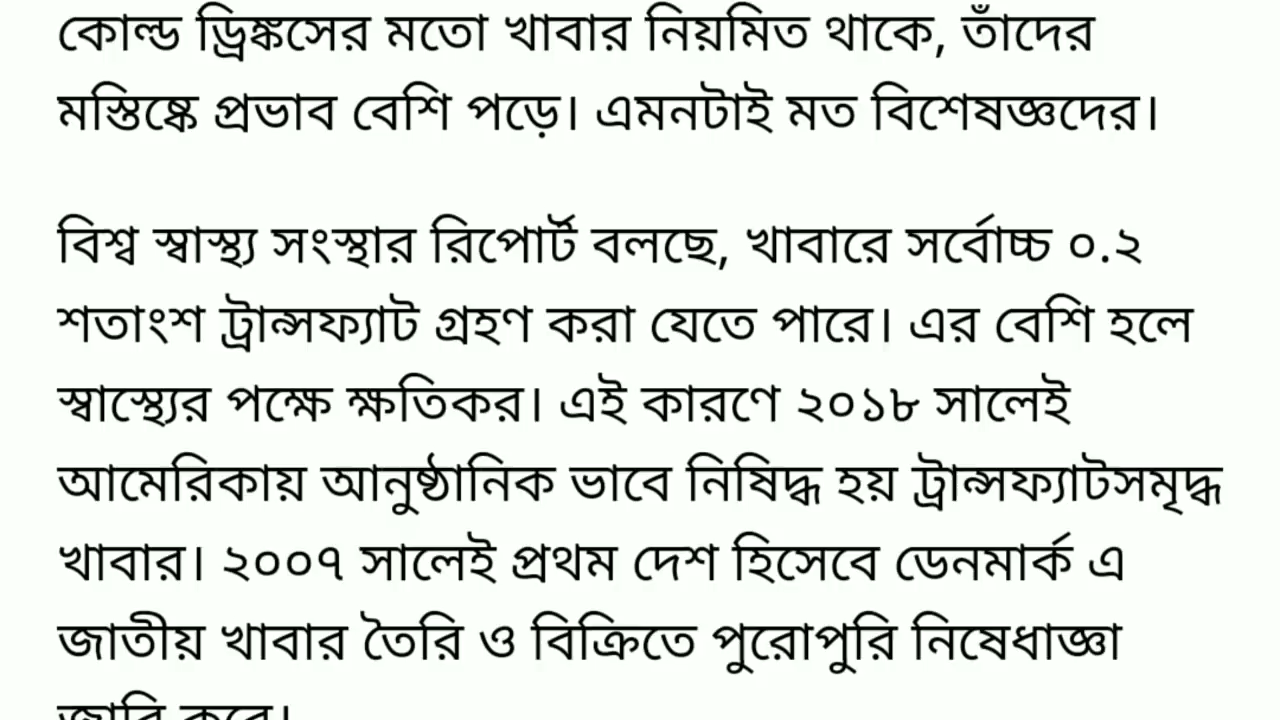 কোল্ড ড্রিঙ্কসের মতো খাবার নিয়মিত থাকে, তাঁদের
মস্তিষ্কে প্রভাব বেশি পড়ে। এমনটাই মত বিশেষজ্ঞদের।
বিশ্ব স্বাস্থ্য সংস্থার রিপোর্ট বলছে, খাবারে সর্বোচ্চ ০.২
শতাংশ ট্রান্সফ্যাট গ্রহণ করা যেতে পারে। এর বেশি হলে
স্বাস্থ্যের পক্ষে ক্ষতিকর। এই কারণে ২০১৮ সালেই
আমেরিকায় আনুষ্ঠানিক ভাবে নিষিদ্ধ হয় ট্রান্সফ্যাটসমৃদ্ধ
খাবার। ২০০৭ সালেই প্রথম দেশ হিসেবে ডেনমার্ক এ
জাতীয় খাবার তৈরি ও বিক্রিতে পুরোপুরি নিষেধাজ্ঞা
জারি করে।